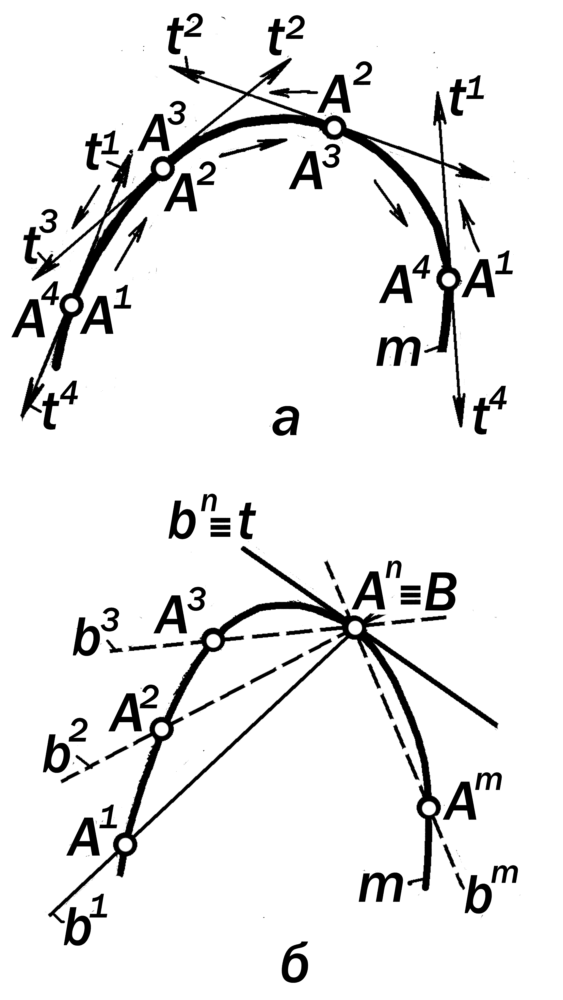 t² t²
A²
t¹
A³
t¹
A³
A²
t³
A⁴ A¹
A⁴ A¹
m
t⁴ t⁴
а
bⁿ≡t
Aⁿ≡B
A³
b³
A²
b²
Aᵐ
A¹
m
bᵐ
b¹
б